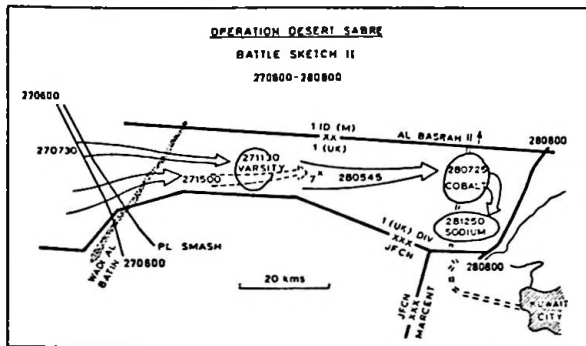 OPERATION DESERT SABRE
BATTLE SKETCH II
270800-280800
270600
270730
1 ID (M)
XX
1 (UK)
AL BASRAH II
280800
271130
VARSITY
271500
7
280545
280725
COBALT
281250
SODIUM
PL SMASH
WADI AL BATIN
270600
20 kms
1 (UK) DIV
XXX
JFCN
JFCN
XXX
MARCENT
280800
KUWAIT
CITY